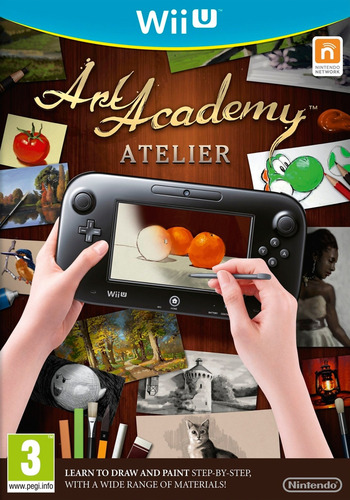 Wii U
NINTENDO
NETWORK
Art Academy™
ATELIER
Wii U
3
www.pegi.info
LEARN TO DRAW AND PAINT STEP-BY-STEP,
WITH A WIDE RANGE OF MATERIALS!
Nintendo